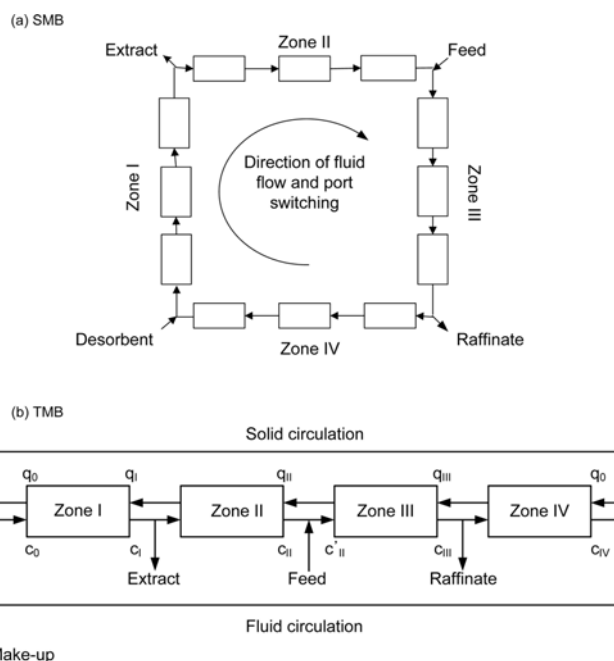 (a) SMB
Extract
Zone II
Feed
Zone I
Direction of fluid
flow and port
switching
Zone III
Desorbent
Zone IV
Raffinate
(b) TMB
Solid circulation
q0
qI
qII
qIII
q0
Zone I
Zone II
Zone III
Zone IV
c0
cI
cII
c'II
cIII
cIV
Extract
Feed
Raffinate
Fluid circulation